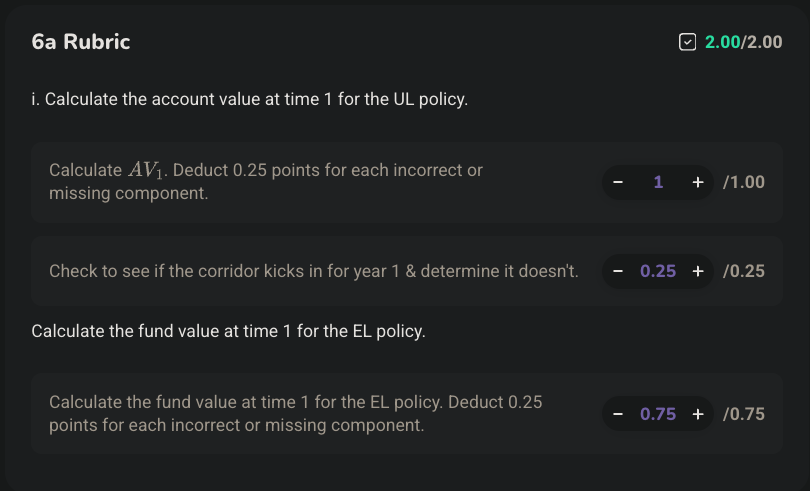 6a Rubric 2.00/2.00
i. Calculate the account value at time 1 for the UL policy.
Calculate AV₁. Deduct 0.25 points for each incorrect or
missing component.
− 1 + /1.00
Check to see if the corridor kicks in for year 1 & determine it doesn't. − 0.25 + /0.25
Calculate the fund value at time 1 for the EL policy.
Calculate the fund value at time 1 for the EL policy. Deduct 0.25
points for each incorrect or missing component.
− 0.75 + /0.75